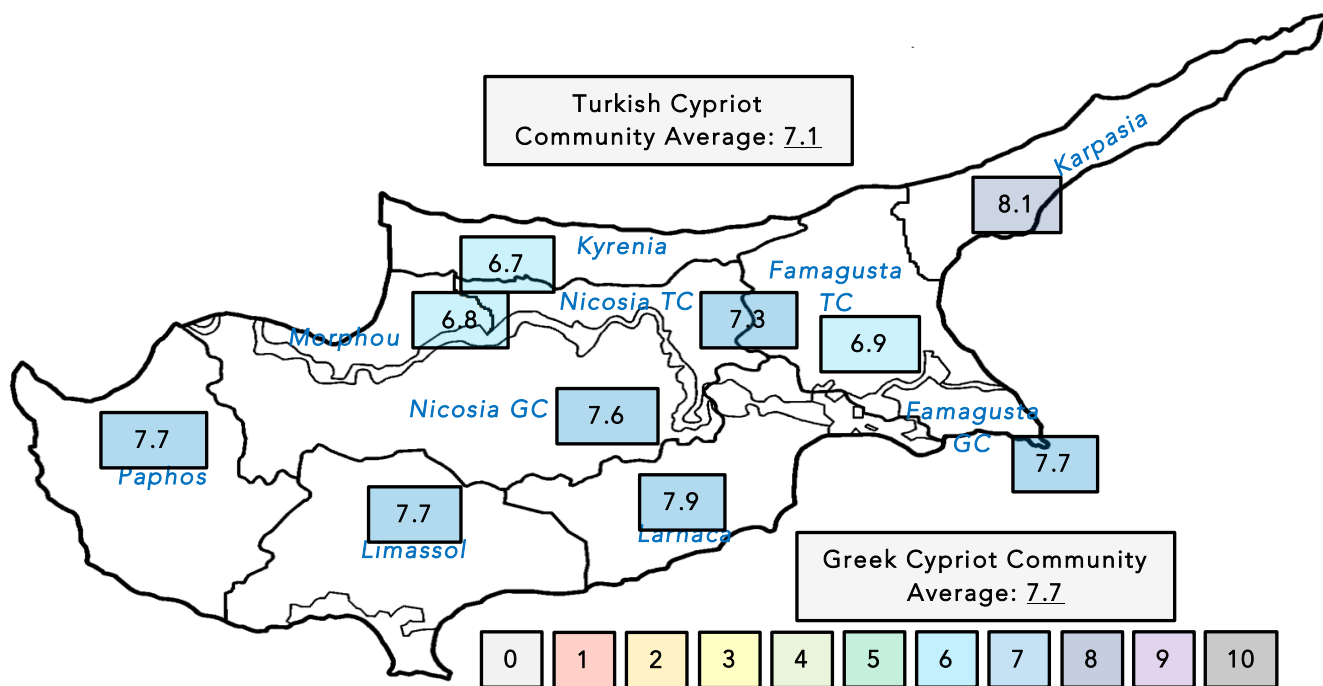 Turkish Cypriot
Community Average: 7.1
Karpasia
8.1
Kyrenia
6.7
Famagusta
TC
Nicosia TC
7.3
6.8
Morphou
6.9
Nicosia GC
7.6
Famagusta
GC
7.7
7.7
Paphos
7.7
Limassol
7.9
Larnaca
Greek Cypriot Community
Average: 7.7
0 1 2 3 4 5 6 7 8 9 10